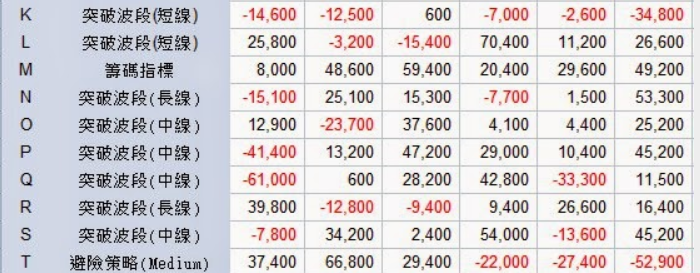 K 突破波段(短線) -14,600 -12,500 600 -7,000 -2,600 -34,800
L 突破波段(短線) 25,800 -3,200 -15,400 70,400 11,200 26,600
M 籌碼指標 8,000 48,600 59,400 20,400 29,600 49,200
N 突破波段(長線) -15,100 25,100 15,300 -7,700 1,500 53,300
O 突破波段(中線) 12,900 -23,700 37,600 4,100 4,400 25,200
P 突破波段(中線) -41,400 13,200 47,200 29,000 10,400 45,200
Q 突破波段(中線) -61,000 600 28,200 42,800 -33,300 11,500
R 突破波段(長線) 39,800 -12,800 -9,400 9,400 26,600 16,400
S 突破波段(中線) -7,800 34,200 2,400 54,000 -13,600 45,200
T 避險策略(Medium) 37,400 66,800 29,400 -22,000 -27,400 -52,900